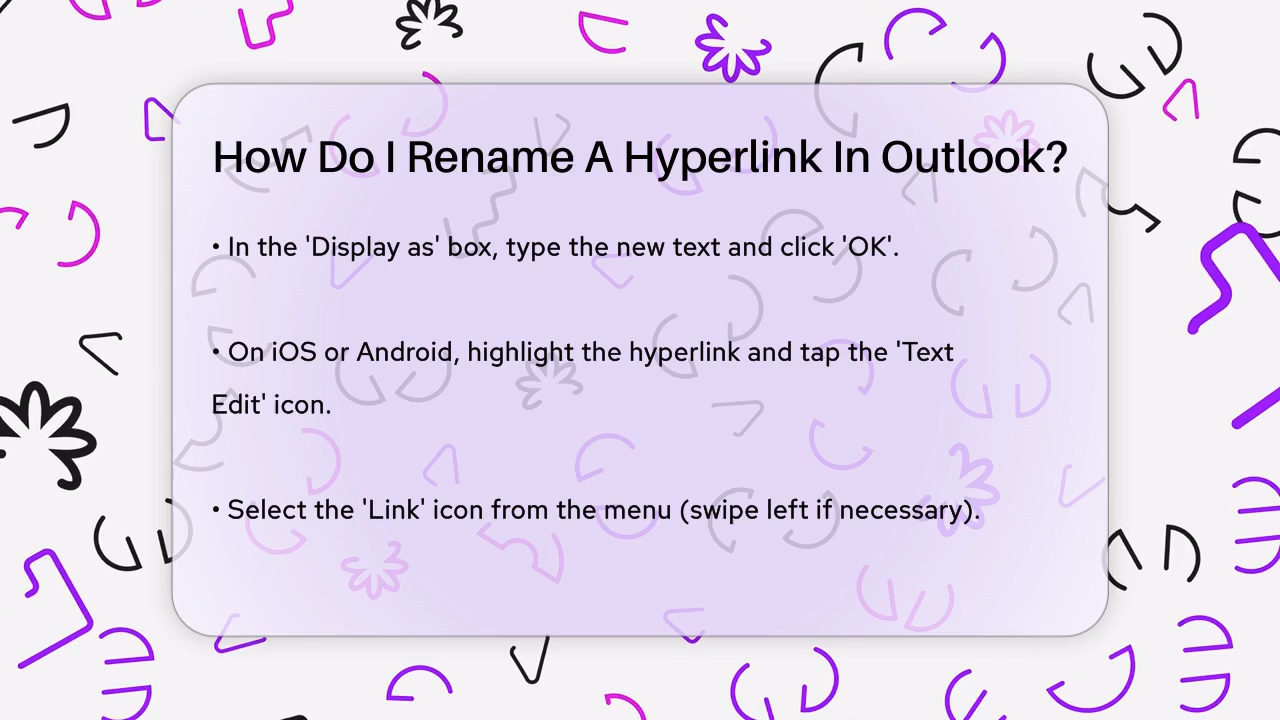 How Do I Rename A Hyperlink In Outlook?
• In the 'Display as' box, type the new text and click 'OK'.
• On iOS or Android, highlight the hyperlink and tap the 'Text
Edit' icon.
• Select the 'Link' icon from the menu (swipe left if necessary).